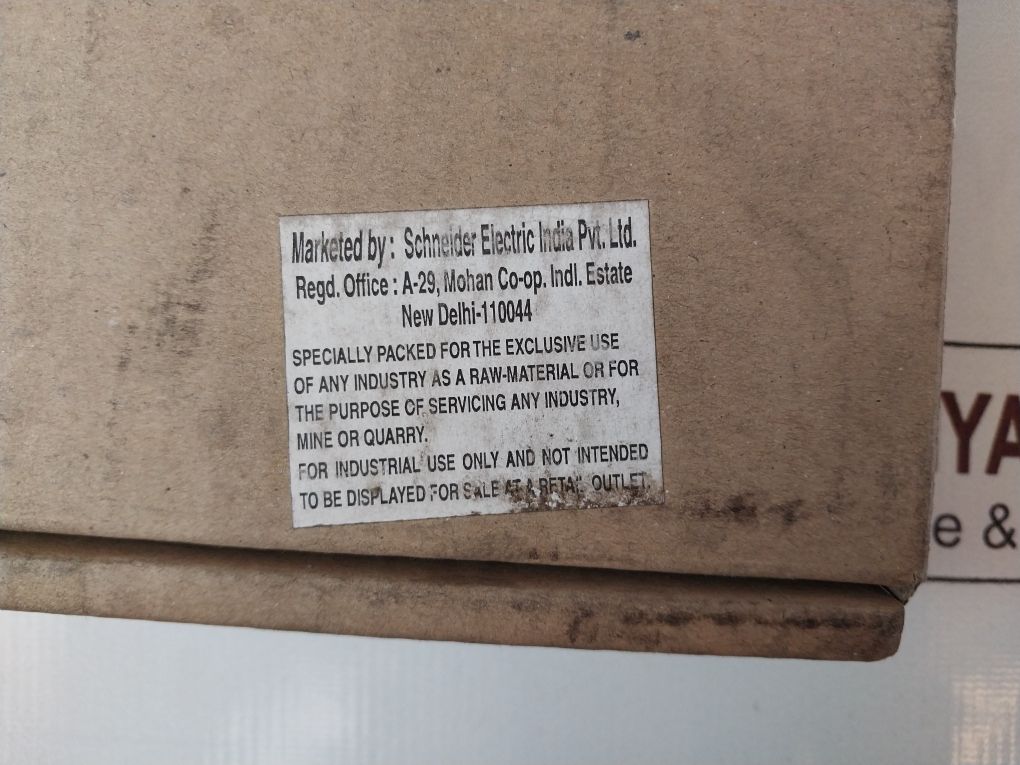 Marketed by : Schneider Electric India Pvt. Ltd.
Regd. Office : A-29, Mohan Co-op. Indl. Estate
New Delhi-110044
SPECIALLY PACKED FOR THE EXCLUSIVE USE
OF ANY INDUSTRY AS A RAW-MATERIAL OR FOR
THE PURPOSE OF SERVICING ANY INDUSTRY,
MINE OR QUARRY.
FOR INDUSTRIAL USE ONLY AND NOT INTENDED
TO BE DISPLAYED FOR SALE AT A RETAIL OUTLET.
YA
e &